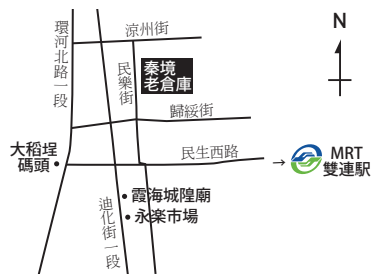 涼州街
N
環河北路一段
民樂街
秦境
老倉庫
歸綏街
大稻埕
碼頭
民生西路
→
MRT
雙連駅
霞海城隍廟
永楽市場
迪化街一段